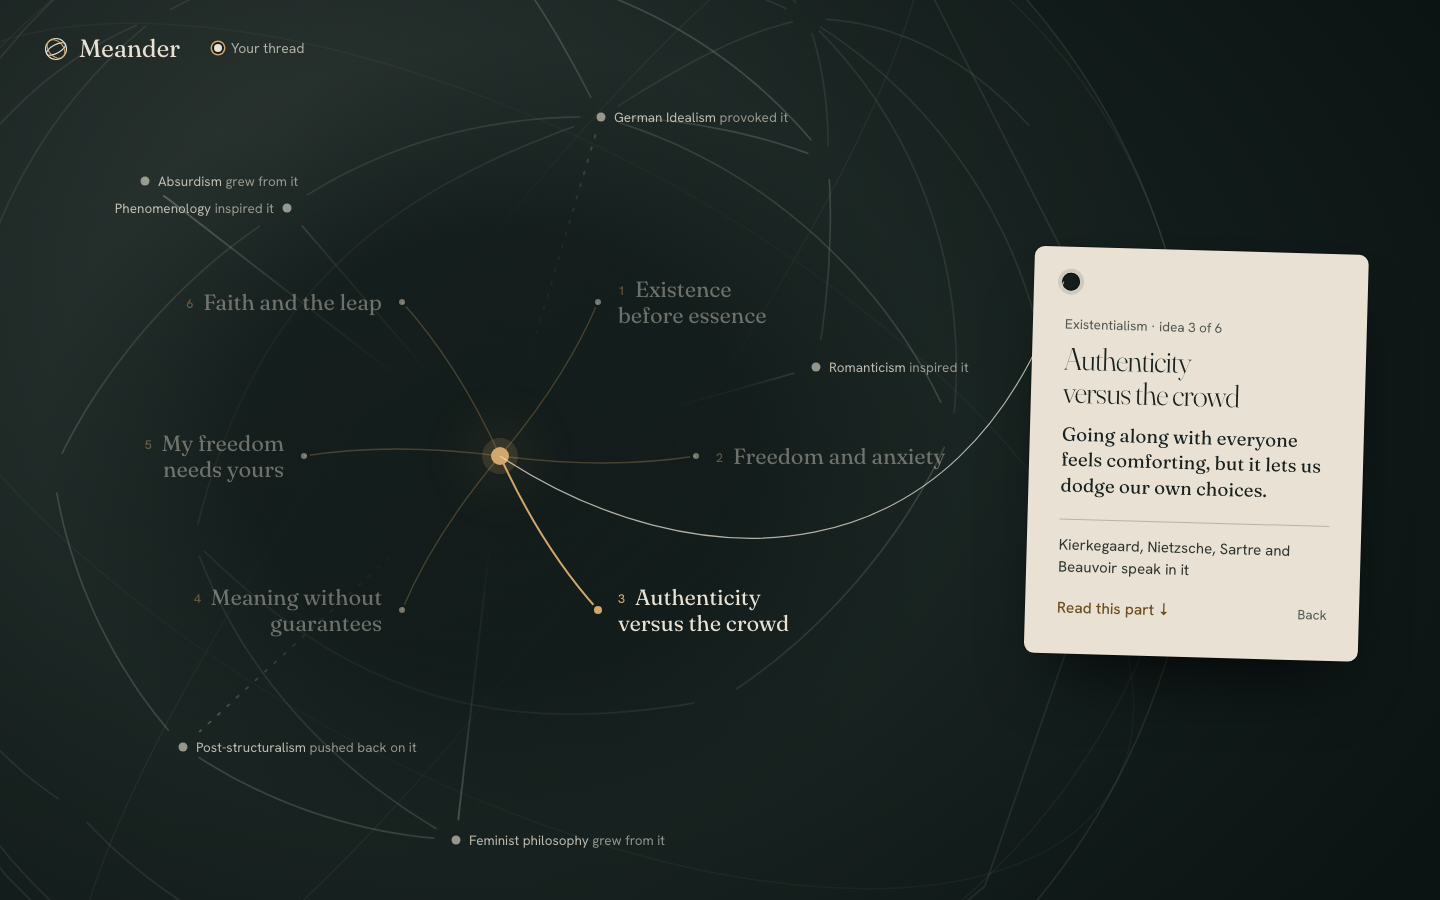 Meander
Your thread
German Idealism provoked it
Absurdism grew from it
Phenomenology inspired it
6 Faith and the leap
1 Existence
before essence
Romanticism inspired it
5 My freedom
needs yours
2 Freedom and anxiety
4 Meaning without
guarantees
3 Authenticity
versus the crowd
Post-structuralism pushed back on it
Feminist philosophy grew from it
Existentialism · idea 3 of 6
Authenticity
versus the crowd
Going along with everyone
feels comforting, but it lets us
dodge our own choices.
Kierkegaard, Nietzsche, Sartre and
Beauvoir speak in it
Read this part ↓
Back